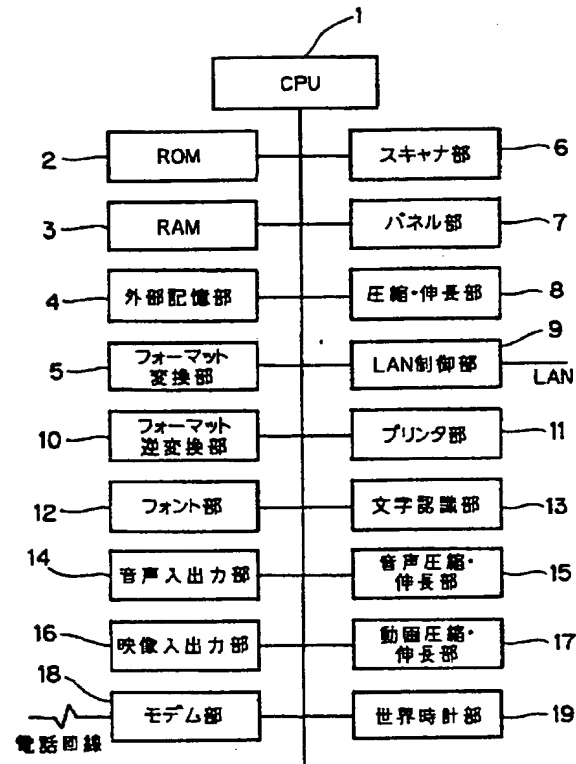 1
CPU
2
ROM
スキャナ部
6
3
RAM
パネル部
7
4
外部記憶部
圧縮・伸長部
8
5
フォーマット
変換部
LAN制御部
9
LAN
10
フォーマット
逆変換部
プリンタ部
11
12
フォント部
文字認識部
13
14
音声入出力部
音声圧縮・
伸長部
15
16
映像入出力部
動画圧縮・
伸長部
17
18
モデム部
電話回線
世界時計部
19